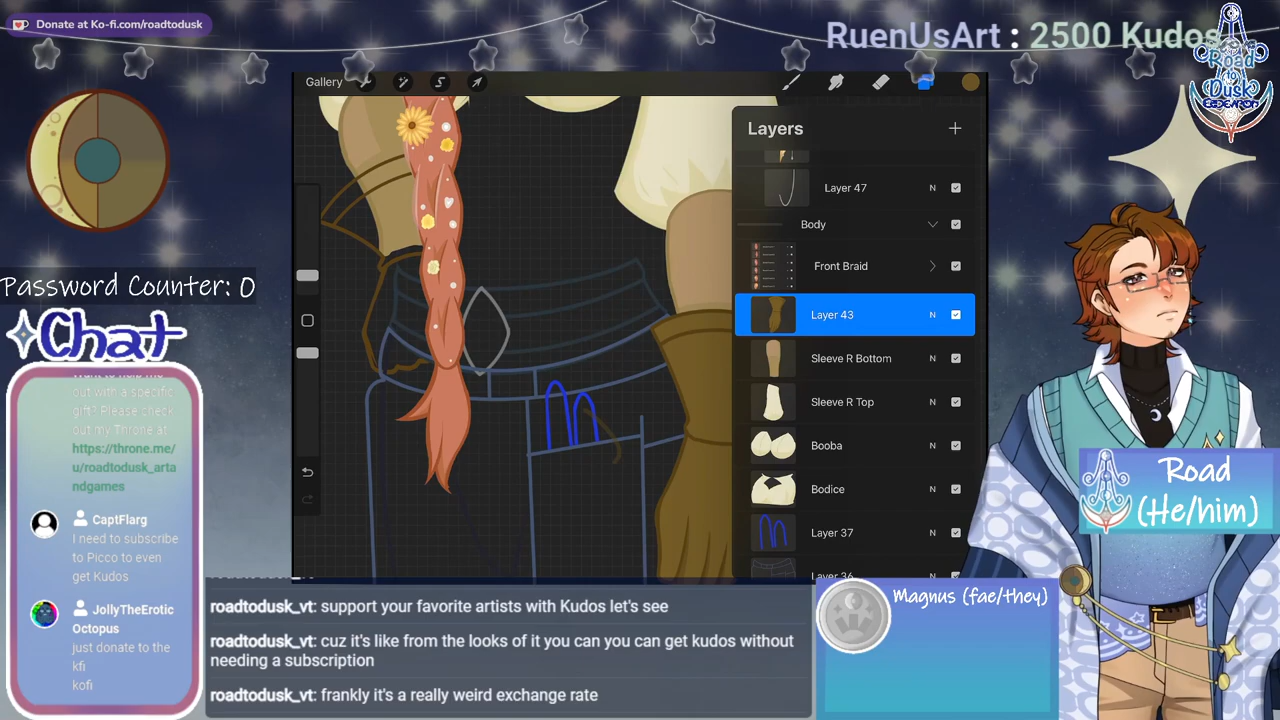 Donate at Ko-fi.com/roadtodusk
RuenUsArt : 2500 Kudos
Road
to
Dusk
Gallery
Layers
Layer 47
N
Body
Front Braid
Layer 43
N
Sleeve R Bottom
N
Sleeve R Top
N
Booba
N
Bodice
N
Layer 37
N
Layer 36
Password Counter: 0
Chat
out with a specific
gift? Please check
out my Throne at
https://throne.me/
u/roadtodusk_arta
ndgames
CaptFlarg
I need to subscribe
to Picco to even
get Kudos
JollyTheErotic
Octopus
just donate to the
kfi
kofi
roadtodusk_vt: support your favorite artists with Kudos let's see
roadtodusk_vt: cuz it's like from the looks of it you can you can get kudos without
needing a subscription
roadtodusk_vt: frankly it's a really weird exchange rate
Road
(He/him)
Magnus (fae/they)